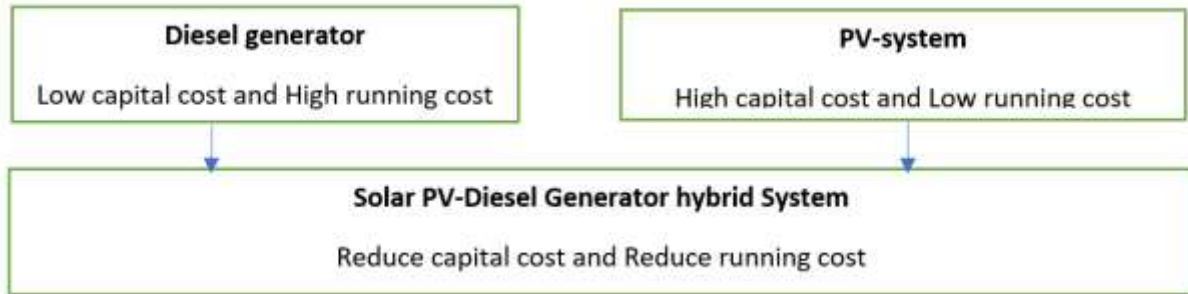 Diesel generator
Low capital cost and High running cost
PV-system
High capital cost and Low running cost
Solar PV-Diesel Generator hybrid System
Reduce capital cost and Reduce running cost